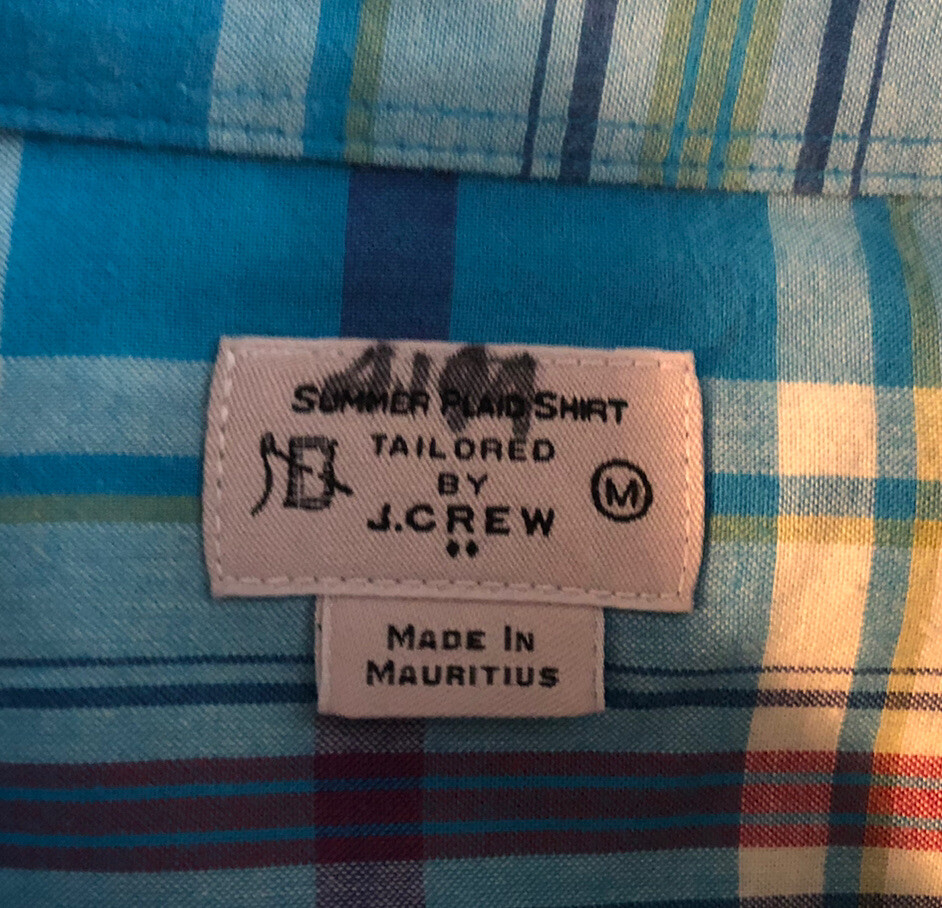 SUMMER PLAID SHIRT
TAILORED
BY
J.CREW
M
MADE IN
MAURITIUS